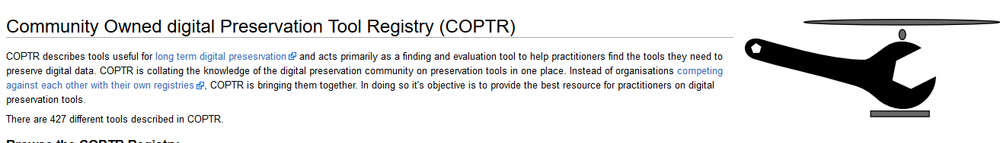 Community Owned digital Preservation Tool Registry (COPTR)
COPTR describes tools useful for long term digital presesrvation and acts primarily as a finding and evaluation tool to help practitioners find the tools they need to
preserve digital data. COPTR is collating the knowledge of the digital preservation community on preservation tools in one place. Instead of organisations competing
against each other with their own registries, COPTR is bringing them together. In doing so it's objective is to provide the best resource for practitioners on digital
preservation tools.
There are 427 different tools described in COPTR.
Browse the COPTR Registry